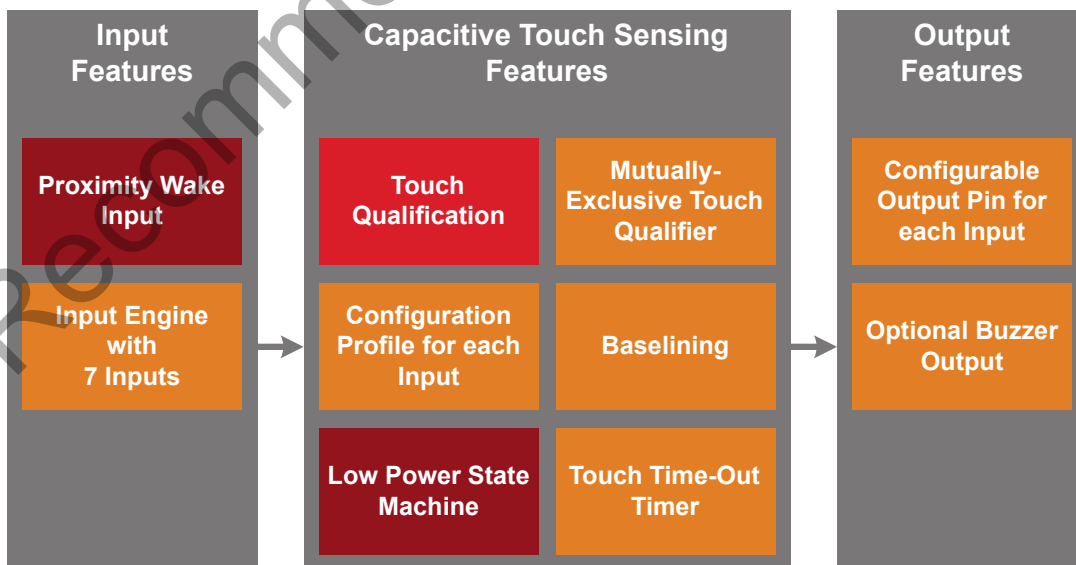 Input
Features
Proximity Wake
Input
Input Engine
with
7 Inputs
Capacitive Touch Sensing
Features
Touch
Qualification
Mutually-
Exclusive Touch
Qualifier
Configuration
Profile for each
Input
Baselining
Low Power State
Machine
Touch Time-Out
Timer
Output
Features
Configurable
Output Pin for
each Input
Optional Buzzer
Output